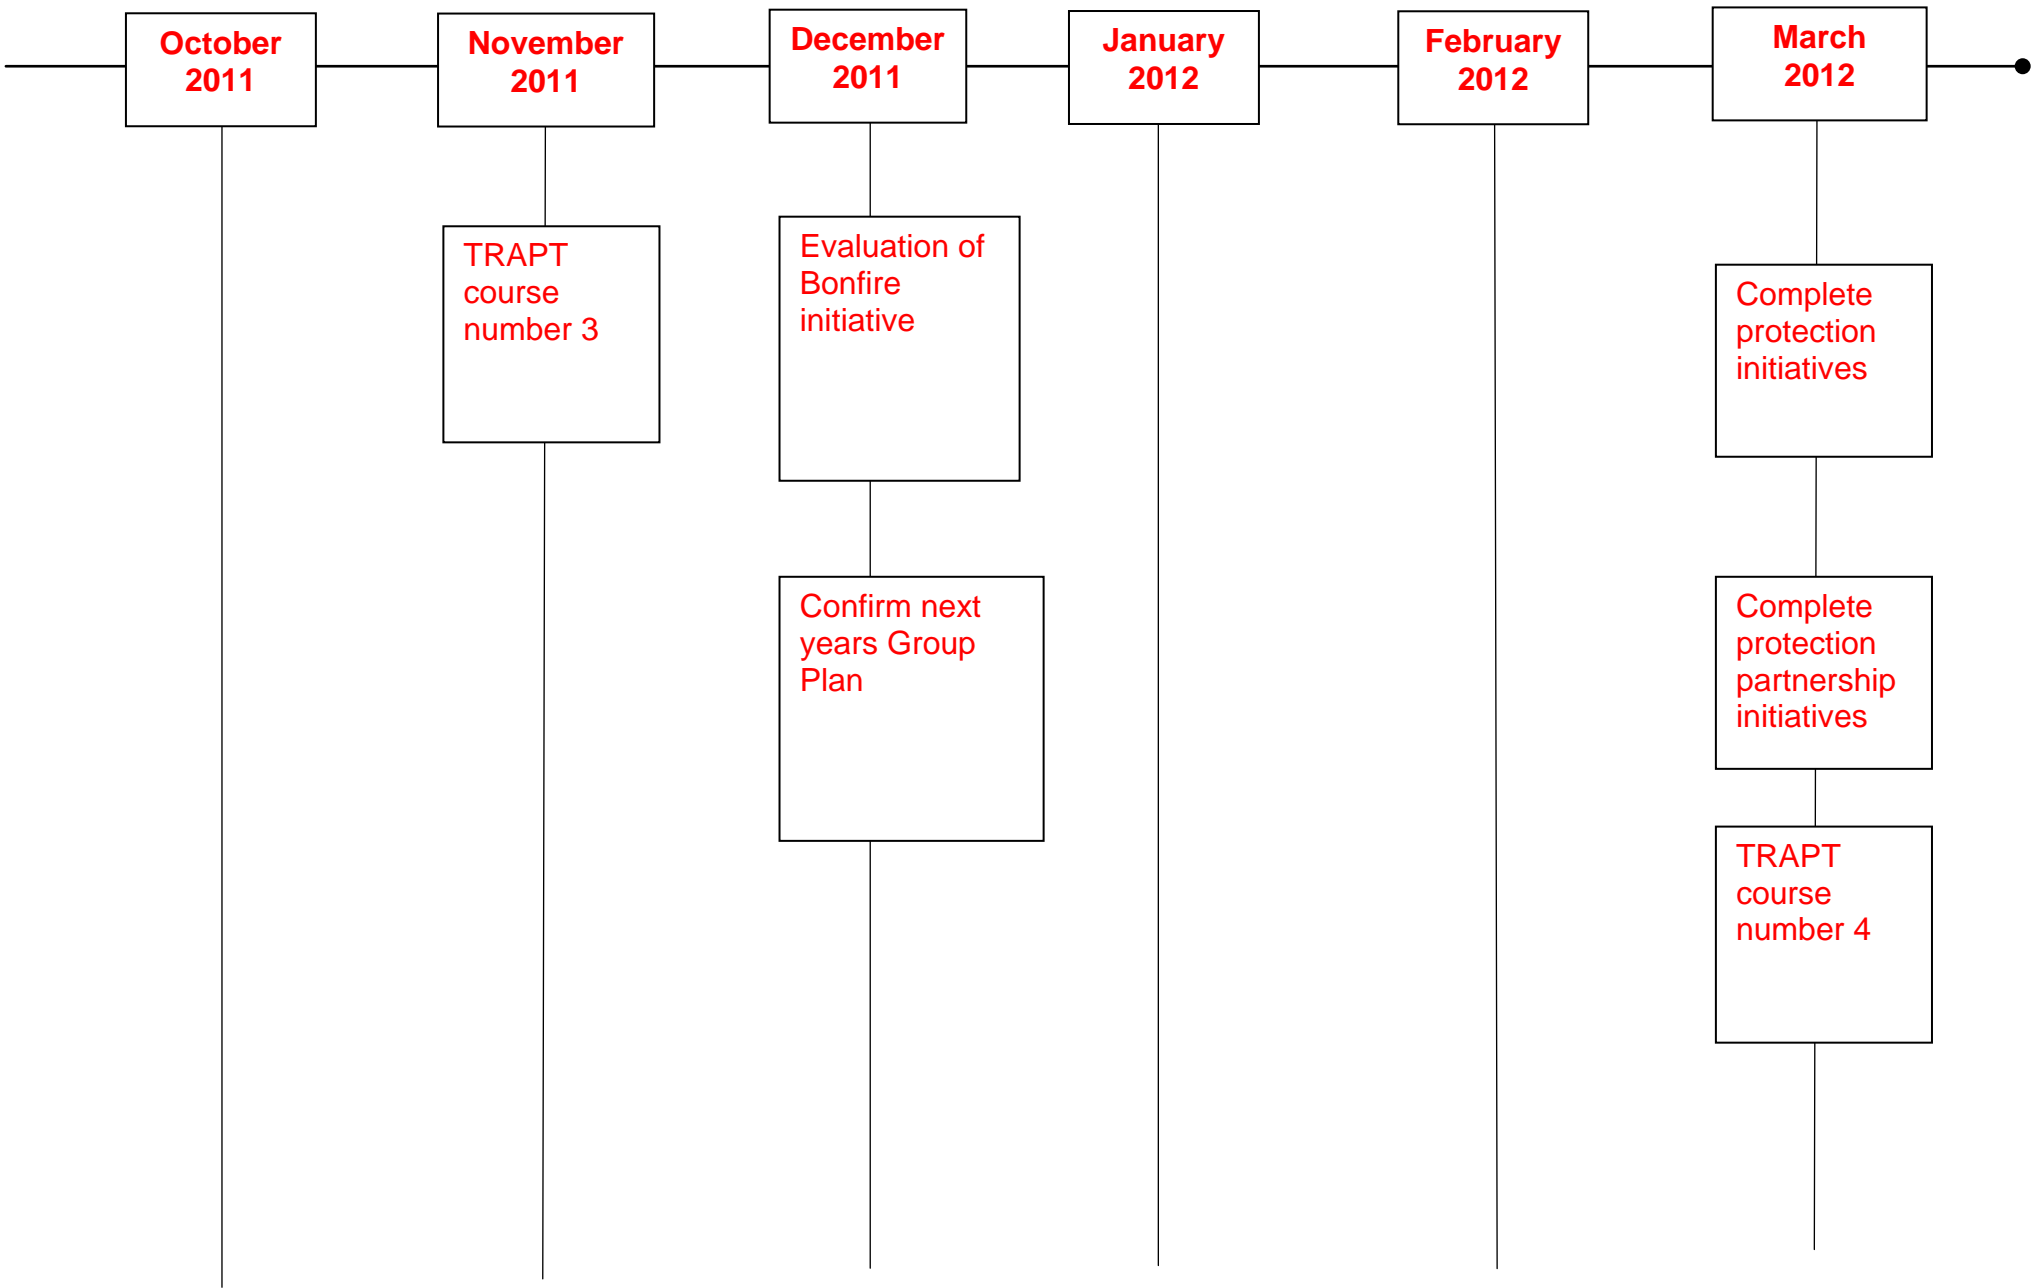 October
2011
November
2011
December
2011
January
2012
February
2012
March
2012
TRAPT
course
number 3
Evaluation of
Bonfire
initiative
Confirm next
years Group
Plan
Complete
protection
initiatives
Complete
protection
partnership
initiatives
TRAPT
course
number 4